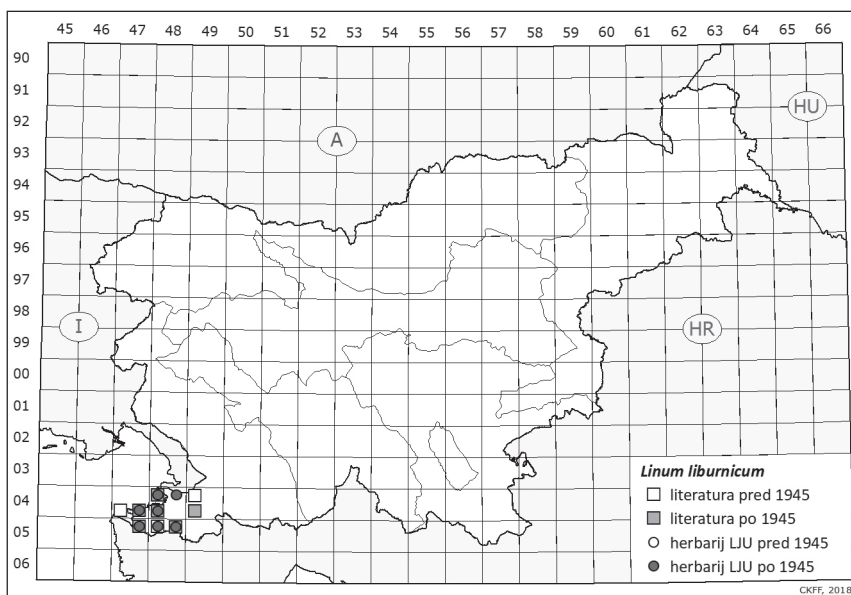 45 46 47 48 49 50 51 52 53 54 55 56 57 58 59 60 61 62 63 64 65 66
90
91
HU
92
A
93
94
95
96
97
98
I
HR
99
00
01
02
03
Linum liburnicum
04
literatura pred 1945
literatura po 1945
05
herbarij LJU pred 1945
06
herbarij LJU po 1945
CKFF, 2018